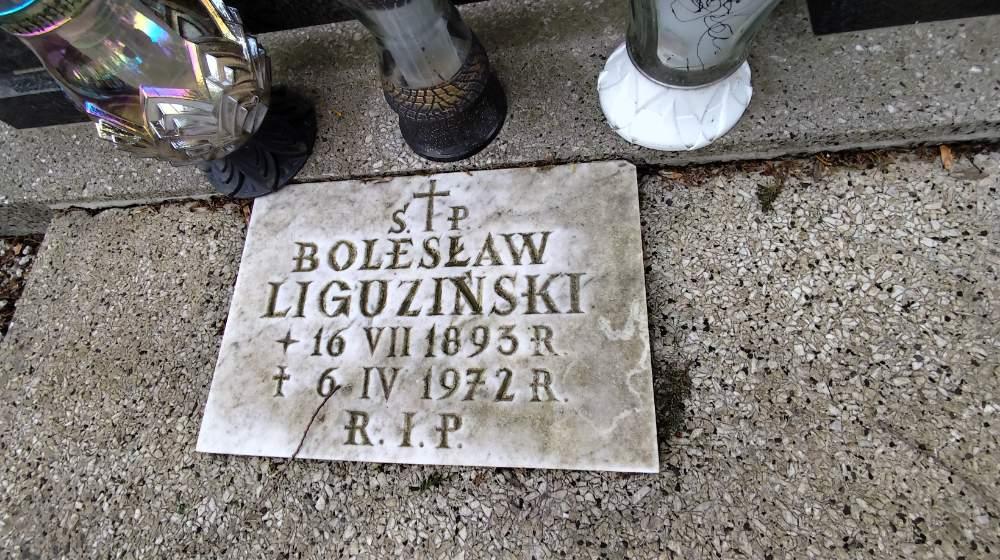 Ś. P.
BOLESŁAW
LIGUZIŃSKI
16 VII 1893 R.
† 6 IV 1972 R.
R. I. P.